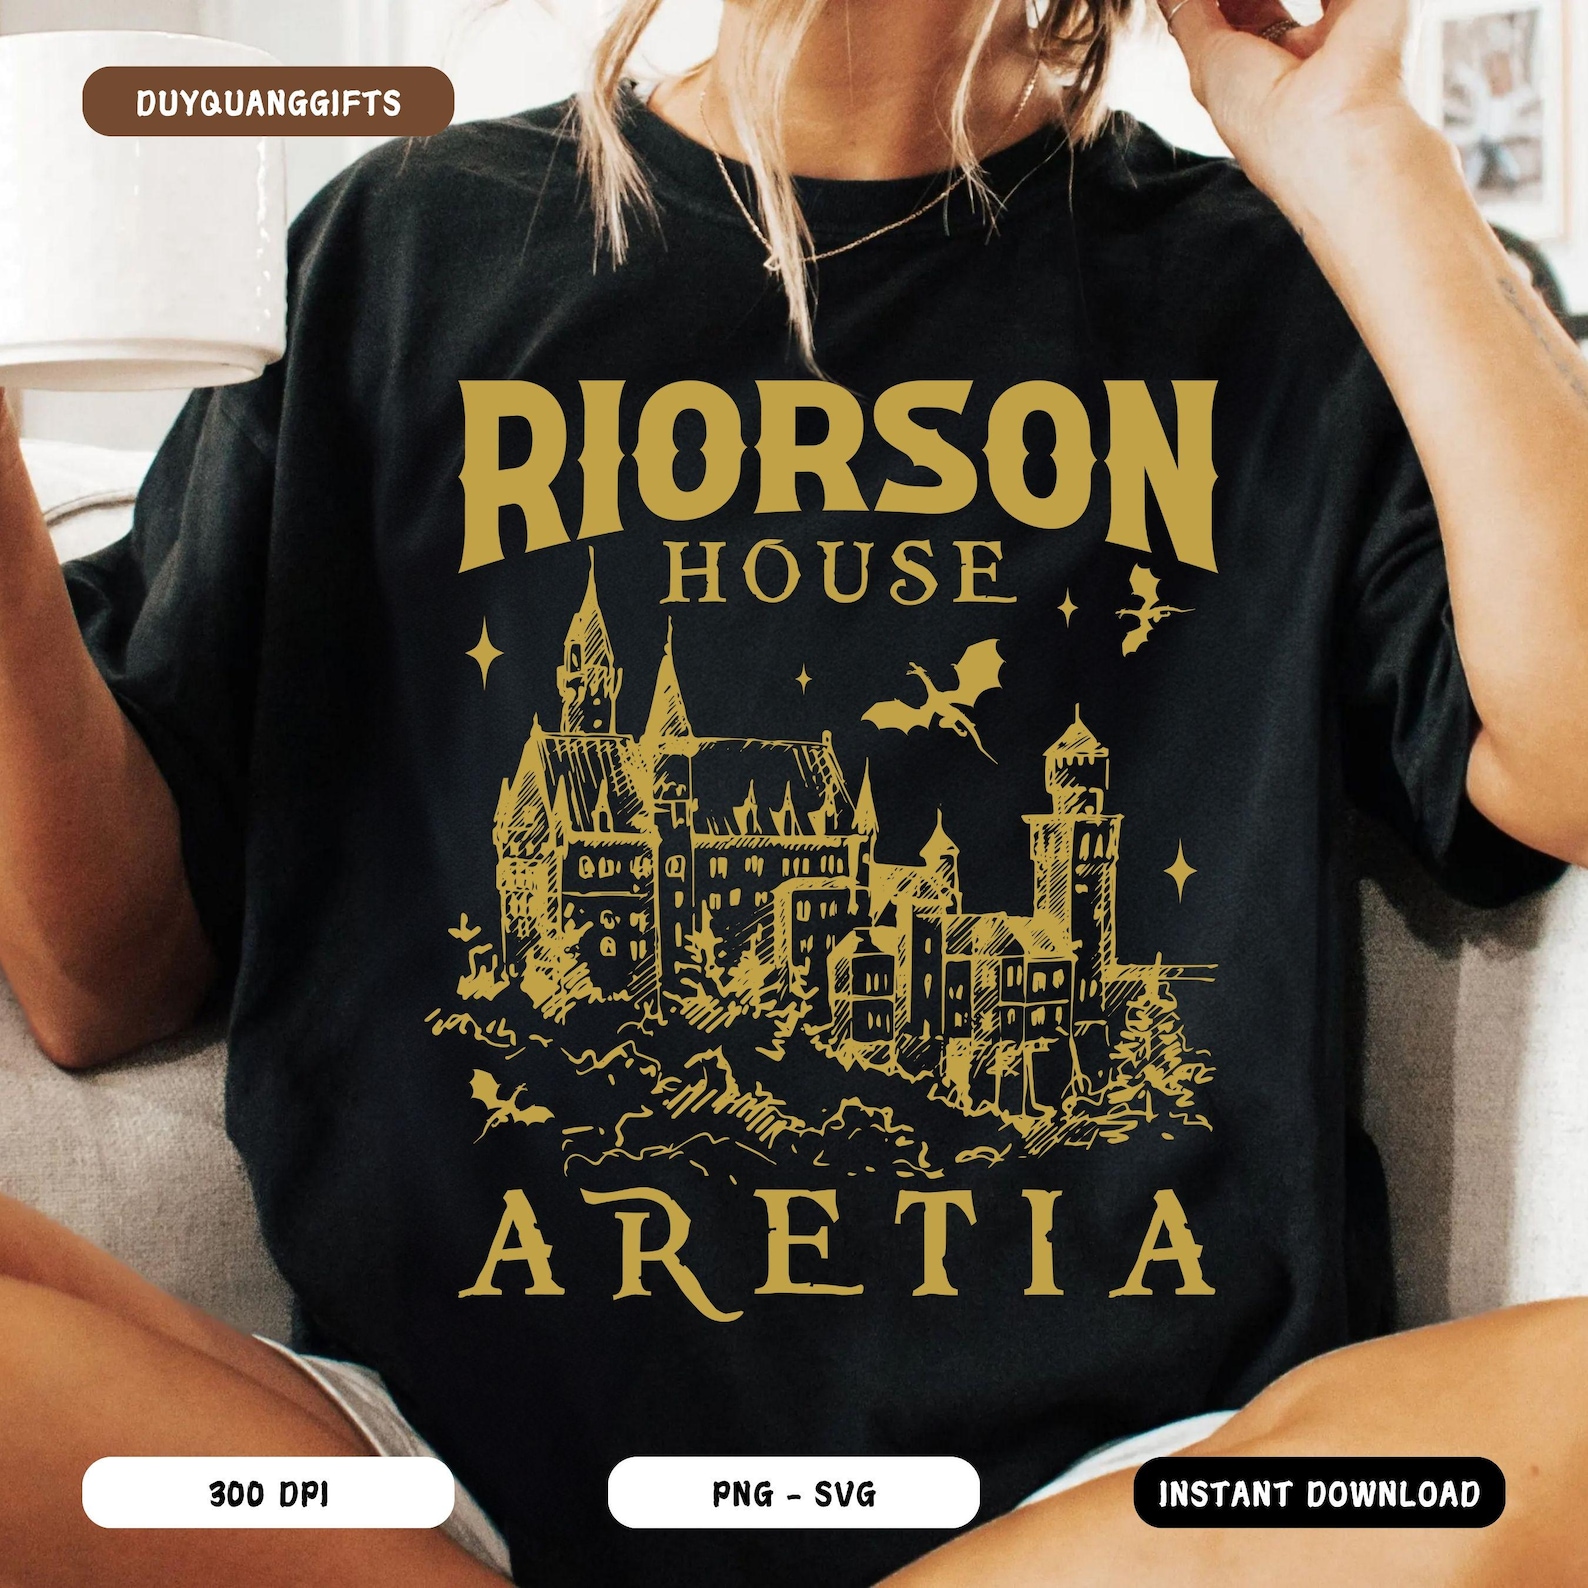 DUYQUANGGIFTS
RIORSON
HOUSE
ARETIA
300 DPI
PNG - SVG
INSTANT DOWNLOAD